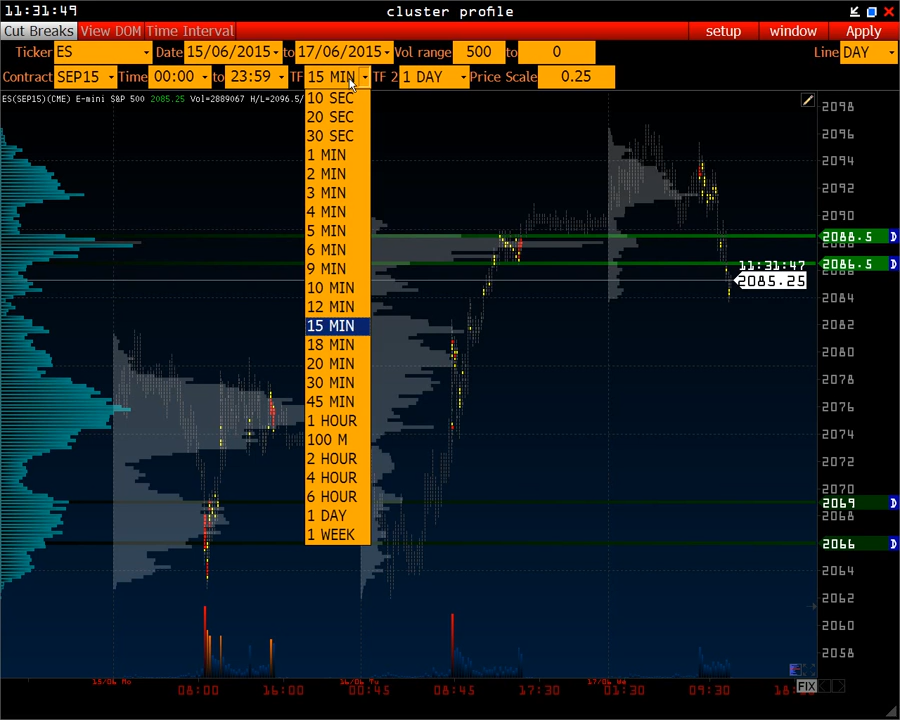 11:31:49 cluster profile
Cut Breaks View DOM Time Interval setup window Apply
Ticker ES Date 15/06/2015 to 17/06/2015 Vol range 500 to 0 Line DAY
Contract SEP15 Time 00:00 to 23:59 TF 15 MIN TF 2 1 DAY Price Scale 0.25
ES(SEP15)(CME) E-mini S&P 500 2085.25 Vol=2889067 H/L=2096.5/
10 SEC
20 SEC
30 SEC
1 MIN
2 MIN
3 MIN
4 MIN
5 MIN
6 MIN
9 MIN
10 MIN
12 MIN
15 MIN
18 MIN
20 MIN
30 MIN
45 MIN
1 HOUR
100 M
2 HOUR
4 HOUR
6 HOUR
1 DAY
1 WEEK
2098
2096
2094
2092
2090
2088.5 D
2086.5 D
11:31:47
2085.25
2084
2082
2080
2078
2076
2074
2072
2070
2069 D
2068
2066 D
2064
2062
2060
2058
15/06 Mo 16/06 Tu 17/06 Wd
08:00 16:00 00:45 08:45 17:30 09:30
FIX